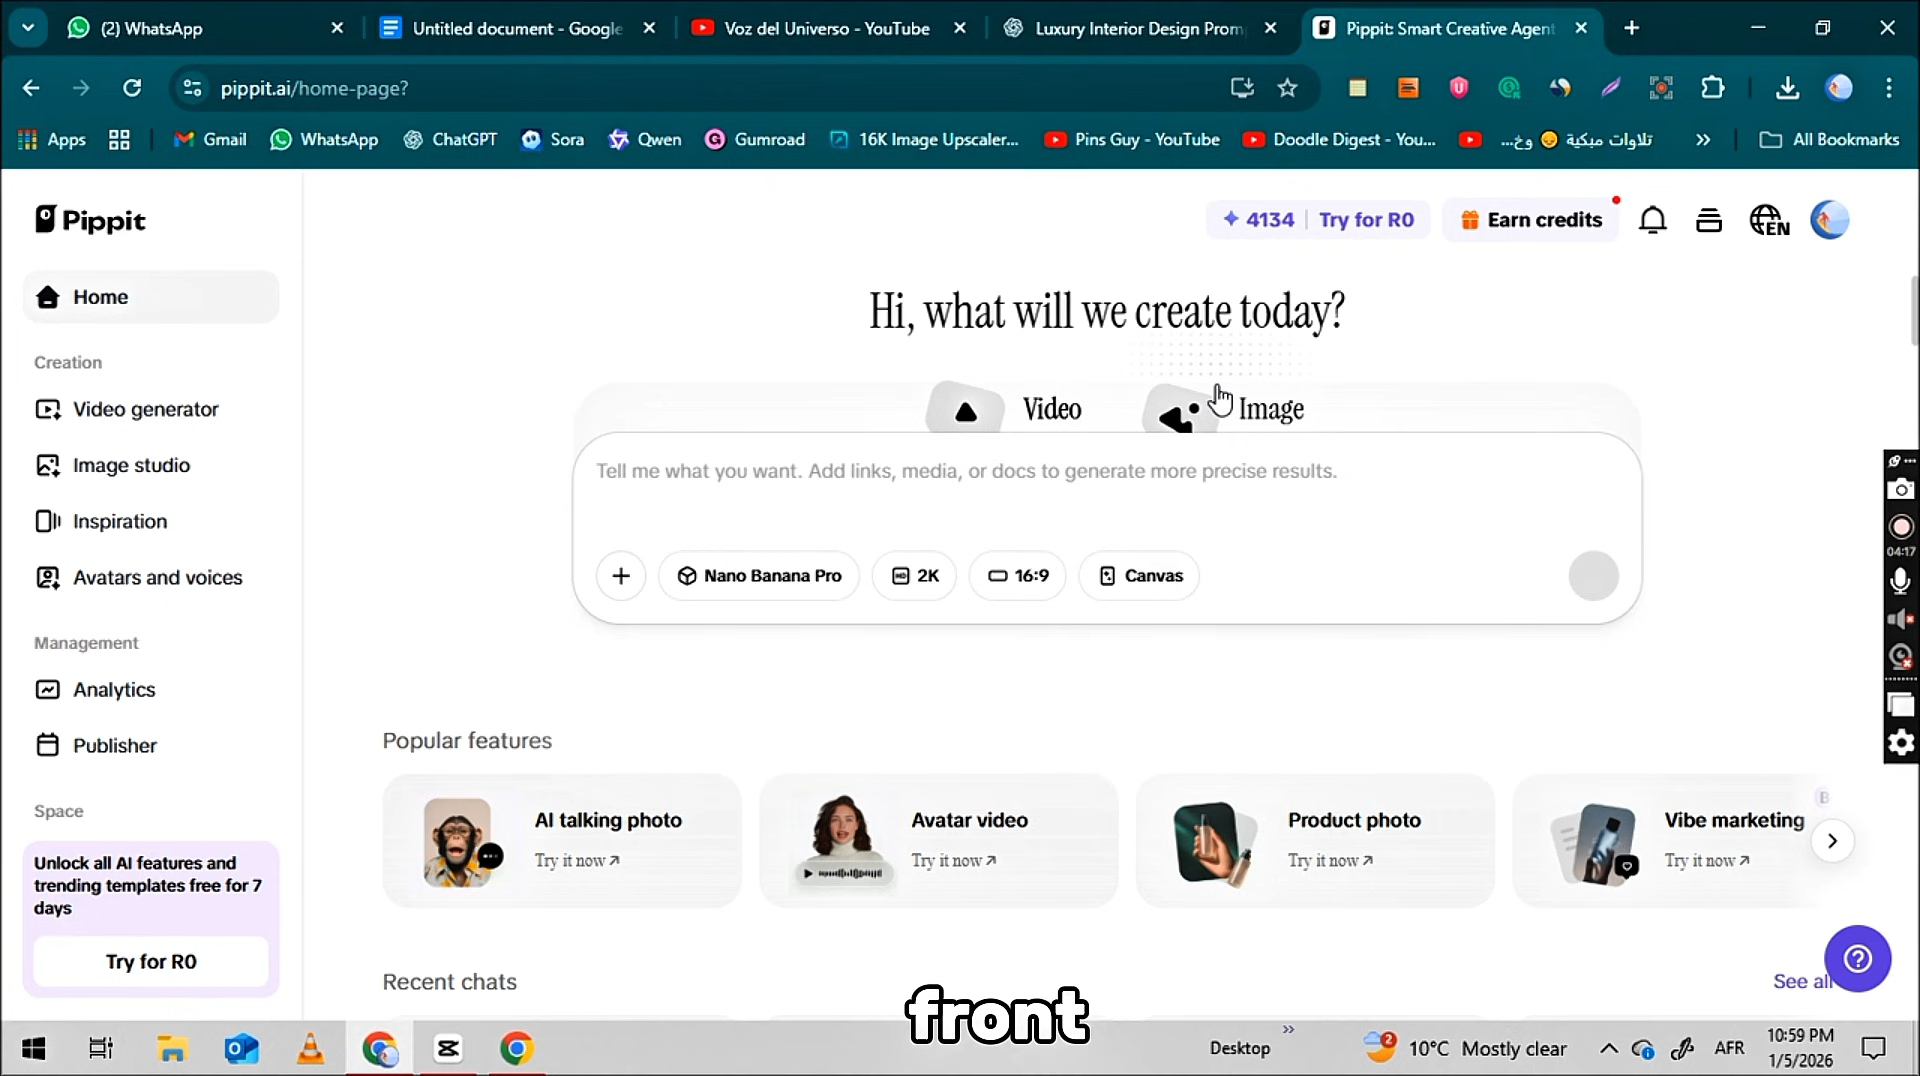 (2) WhatsApp
Untitled document - Google
Voz del Universo - YouTube
Luxury Interior Design Prom
Pippit: Smart Creative Agent
pippit.ai/home-page?
Apps
Gmail
WhatsApp
ChatGPT
Sora
Qwen
Gumroad
16K Image Upscaler...
Pins Guy - YouTube
Doodle Digest - You...
تلاوات مبكية 😔 وخ...
All Bookmarks
Pippit
4134 | Try for R0
Earn credits
EN
Home
Hi, what will we create today?
Creation
Video generator
Image studio
Inspiration
Avatars and voices
Video
Image
Tell me what you want. Add links, media, or docs to generate more precise results.
Nano Banana Pro
HD 2K
16:9
Canvas
04:17
Management
Analytics
Publisher
Popular features
AI talking photo
Try it now
Avatar video
Try it now
Product photo
Try it now
Vibe marketing
Try it now
B
Space
Unlock all AI features and
trending templates free for 7
days
Try for R0
Recent chats
See all
front
Desktop
2
10°C Mostly clear
AFR
10:59 PM
1/5/2026